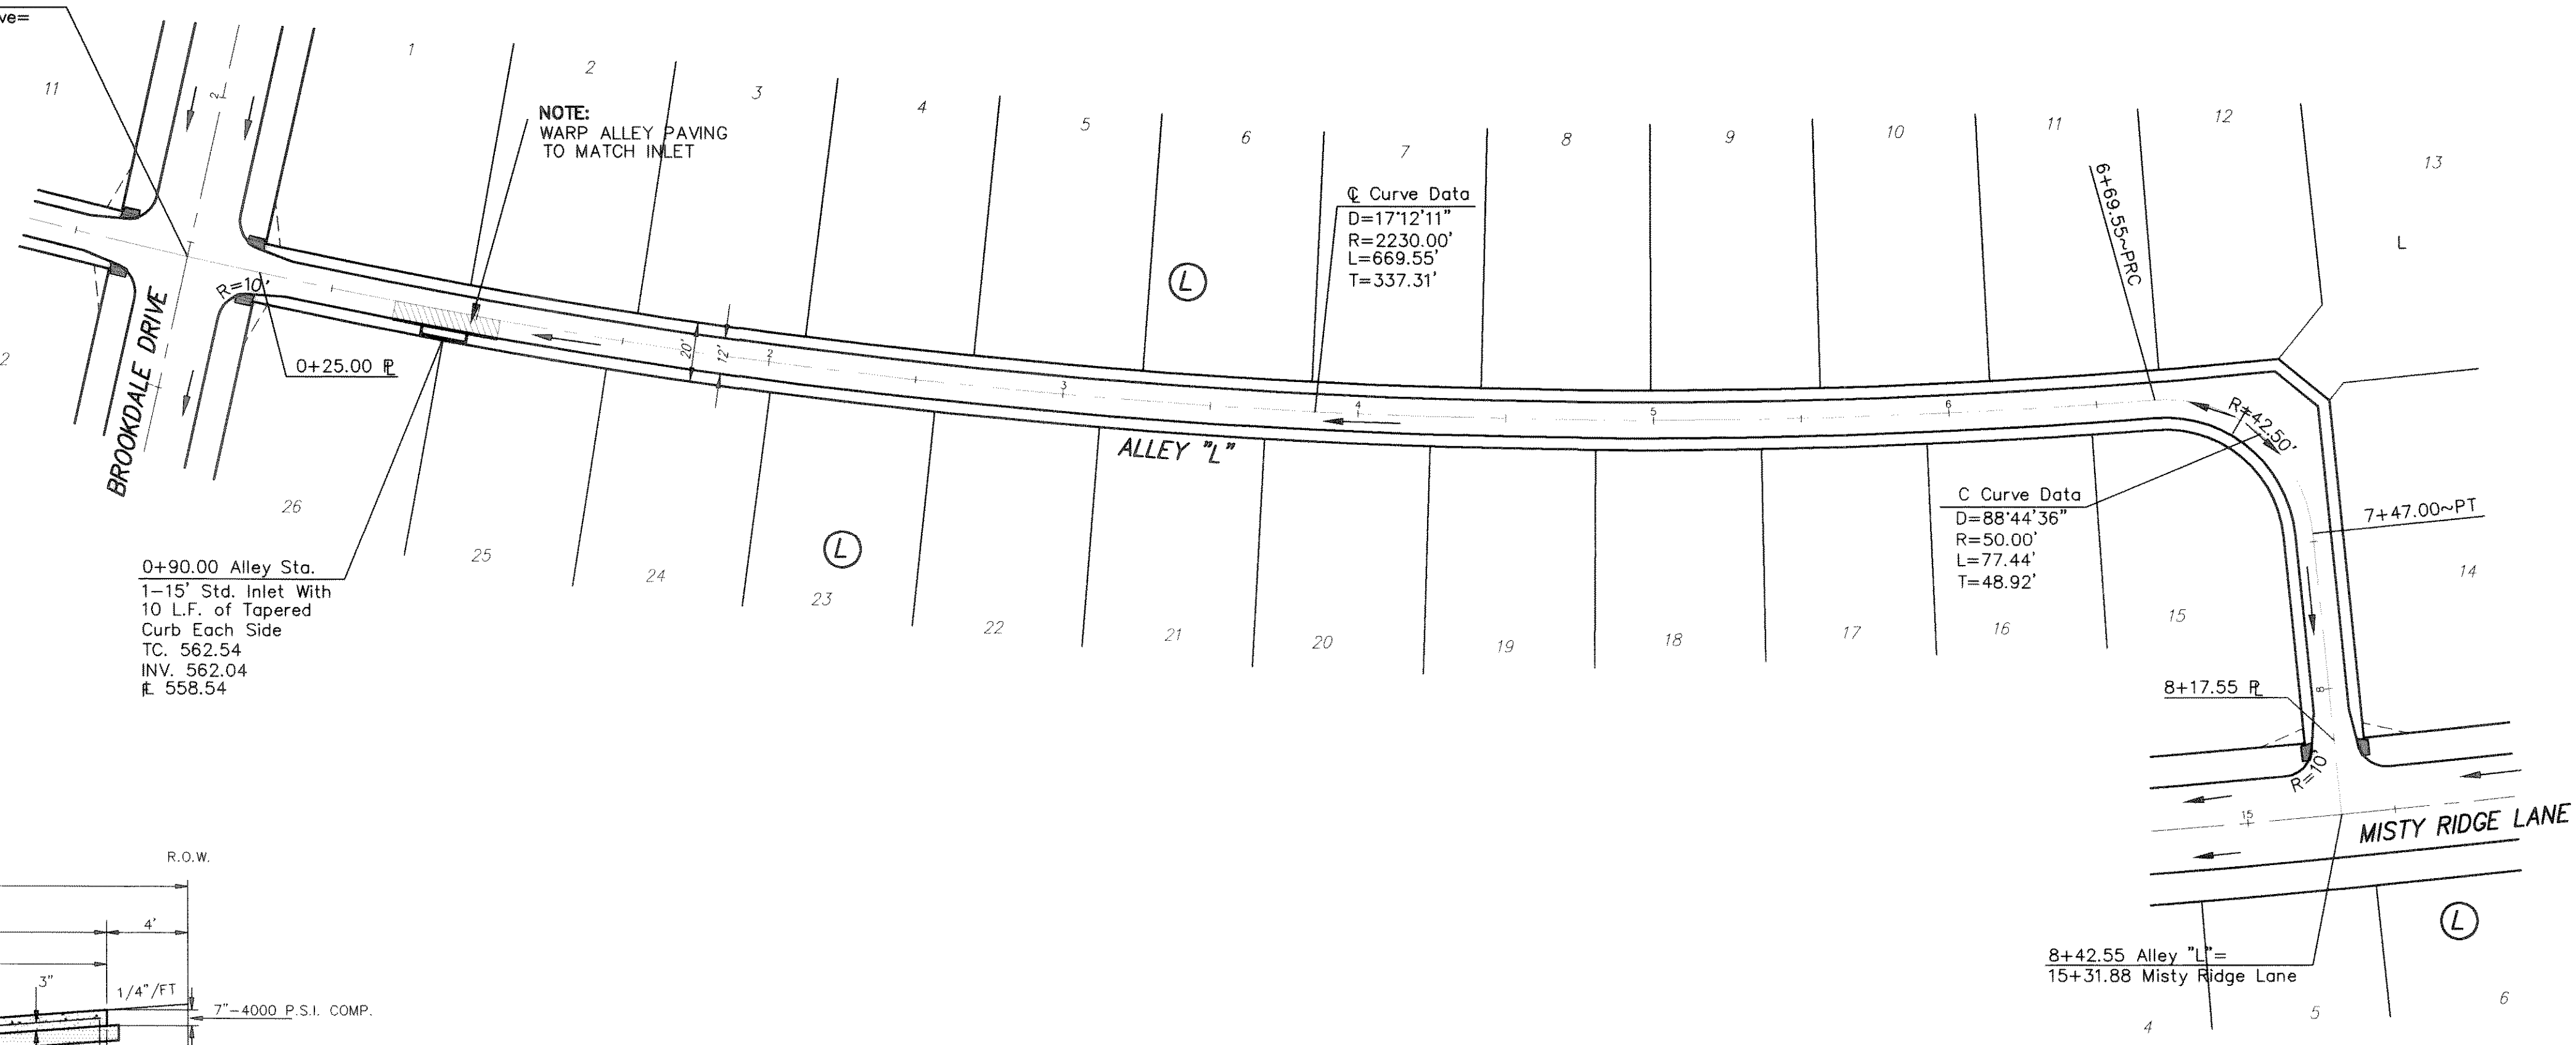 ve=
11
1
2
3
4
5
6
7
8
9
10
11
12
13
2
NOTE:
WARP ALLEY PAVING
TO MATCH INLET
℄ Curve Data
D=17°12'11"
R=2230.00'
L=669.55'
T=337.31'
6+69.55~PRC
L
L
R=10'
BROOKDALE DRIVE
0+25.00 ⅊
20'
12'
2
3
4
5
6
ALLEY "L"
R=42.50'
C Curve Data
D=88°44'36"
R=50.00'
L=77.44'
T=48.92'
7+47.00~PT
2
26
25
24
23
22
21
20
19
18
17
16
15
14
L
0+90.00 Alley Sta.
1-15' Std. Inlet With
10 L.F. of Tapered
Curb Each Side
TC. 562.54
INV. 562.04
℄ 558.54
8+17.55 ⅊
8
R=10'
15
MISTY RIDGE LANE
L
8+42.55 Alley "L"=
15+31.88 Misty Ridge Lane
4
5
6
R.O.W.
4'
3"
1/4"/FT
7"-4000 P.S.I. COMP.